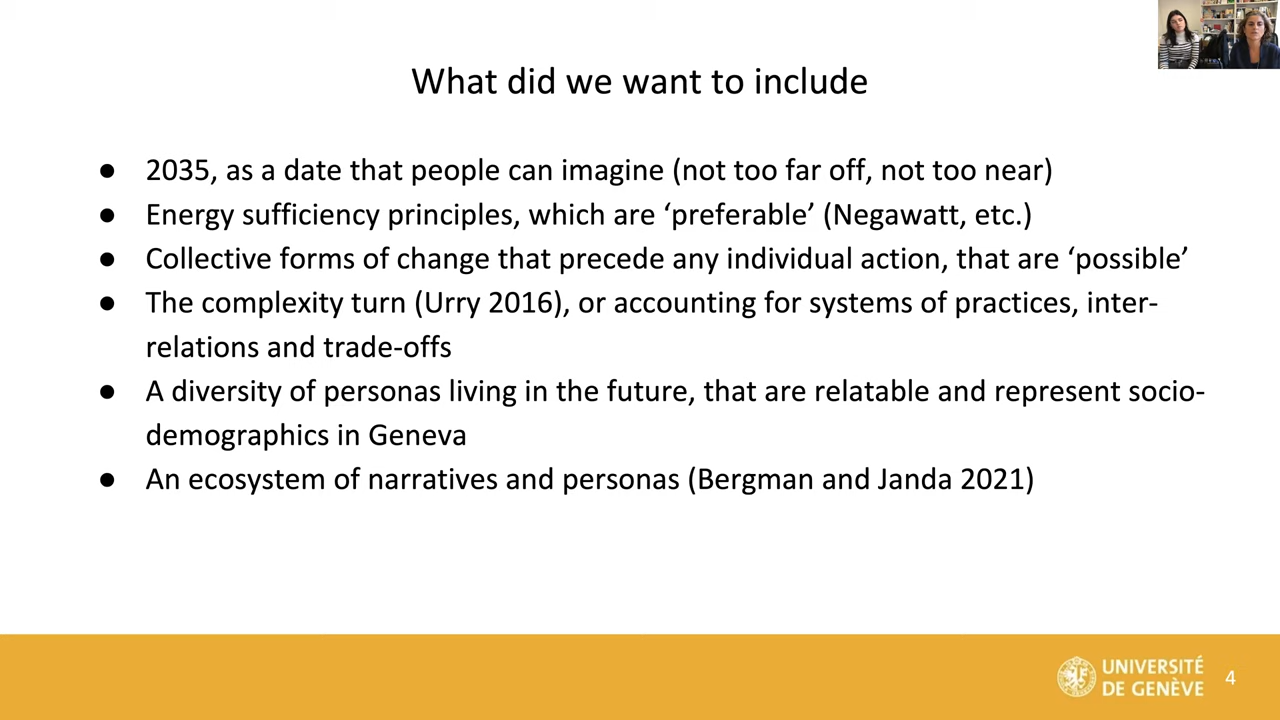 What did we want to include
● 2035, as a date that people can imagine (not too far off, not too near)
● Energy sufficiency principles, which are ‘preferable’ (Negawatt, etc.)
● Collective forms of change that precede any individual action, that are ‘possible’
● The complexity turn (Urry 2016), or accounting for systems of practices, inter-
relations and trade-offs
● A diversity of personas living in the future, that are relatable and represent socio-
demographics in Geneva
● An ecosystem of narratives and personas (Bergman and Janda 2021)
UNIVERSITÉ
DE GENÈVE
4